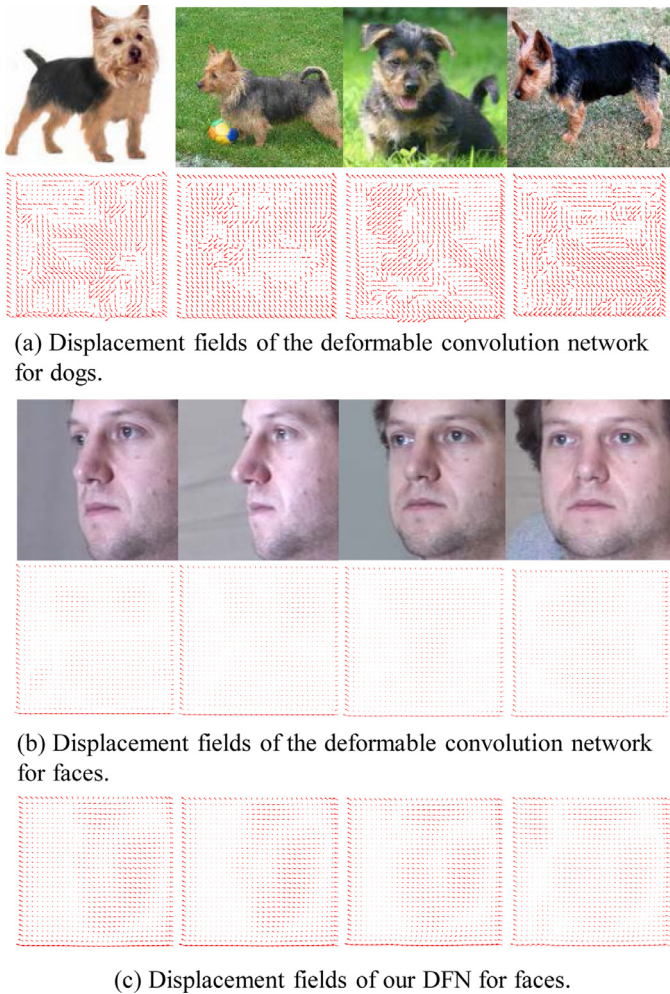 (a) Displacement fields of the deformable convolution network
for dogs.
(b) Displacement fields of the deformable convolution network
for faces.
(c) Displacement fields of our DFN for faces.